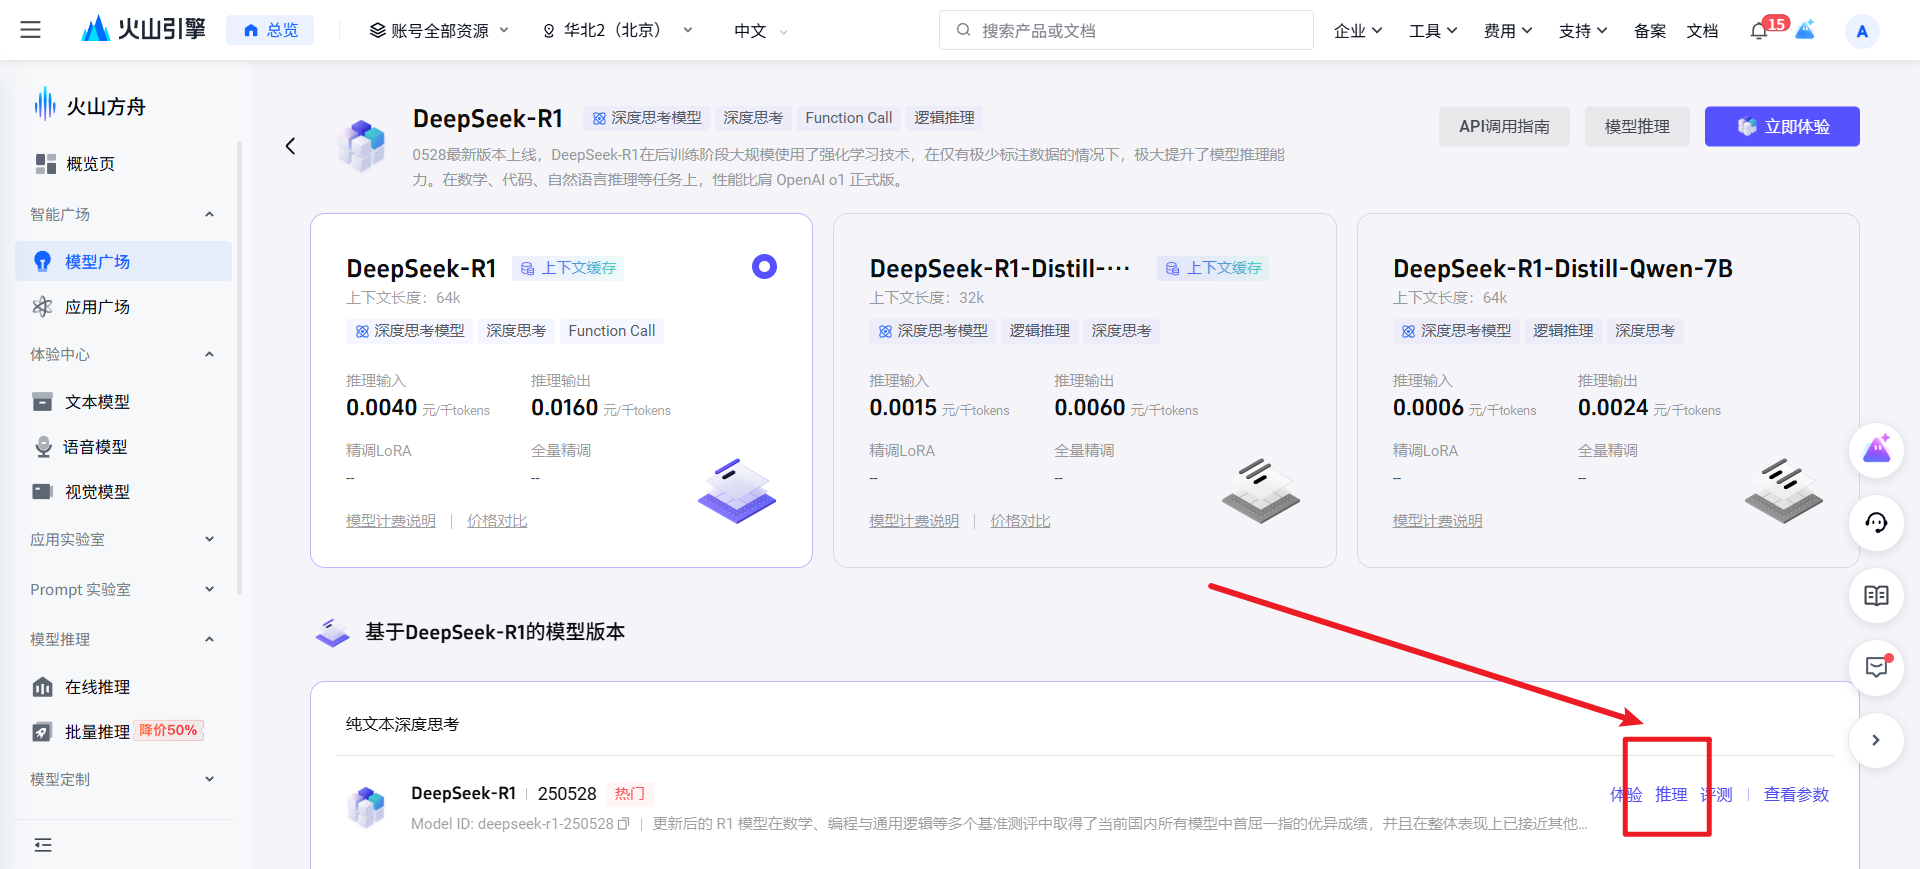 火山引擎
总览
账号全部资源
华北2（北京）
中文
搜索产品或文档
企业
工具
费用
支持
备案
文档
15
A
火山方舟
概览页
智能广场
模型广场
应用广场
体验中心
文本模型
语音模型
视觉模型
应用实验室
Prompt 实验室
模型推理
在线推理
批量推理 降价50%
模型定制
DeepSeek-R1 深度思考模型 深度思考 Function Call 逻辑推理
0528最新版本上线，DeepSeek-R1在后训练阶段大规模使用了强化学习技术，在仅有极少标注数据的情况下，极大提升了模型推理能
力。在数学、代码、自然语言推理等任务上，性能比肩 OpenAI o1 正式版。
API调用指南
模型推理
立即体验
DeepSeek-R1 上下文缓存
上下文长度：64k
深度思考模型 深度思考 Function Call
推理输入 推理输出
0.0040 元/千tokens 0.0160 元/千tokens
精调LoRA 全量精调
-- --
模型计费说明 | 价格对比
DeepSeek-R1-Distill-··· 上下文缓存
上下文长度：32k
深度思考模型 逻辑推理 深度思考
推理输入 推理输出
0.0015 元/千tokens 0.0060 元/千tokens
精调LoRA 全量精调
-- --
模型计费说明 | 价格对比
DeepSeek-R1-Distill-Qwen-7B
上下文长度：64k
深度思考模型 逻辑推理 深度思考
推理输入 推理输出
0.0006 元/千tokens 0.0024 元/千tokens
精调LoRA 全量精调
-- --
模型计费说明
基于DeepSeek-R1的模型版本
纯文本深度思考
DeepSeek-R1 | 250528 热门
体验 推理 评测 | 查看参数
Model ID: deepseek-r1-250528 | 更新后的 R1 模型在数学、编程与通用逻辑等多个基准测评中取得了当前国内所有模型中首屈一指的优异成绩，并且在整体表现上已接近其他...